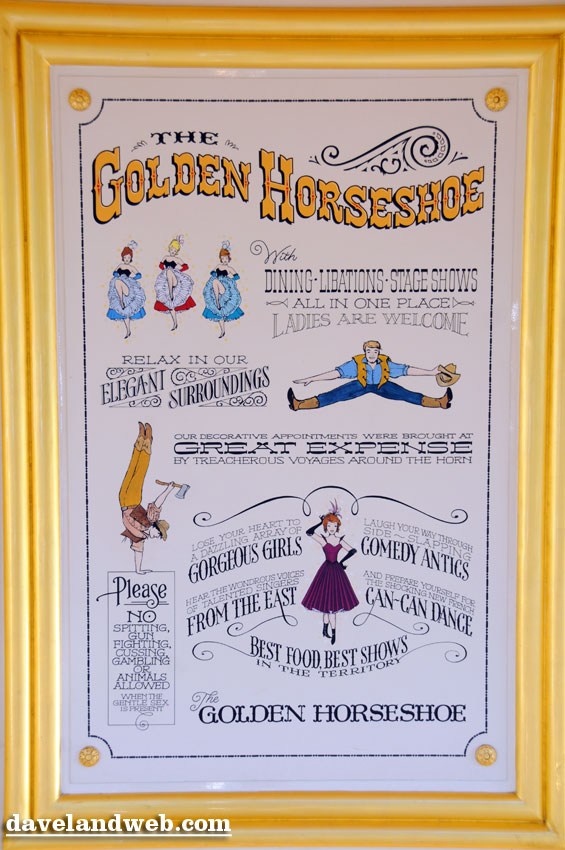 THE
GOLDEN HORSESHOE
With
DINING-LIBATIONS-STAGE SHOWS
ALL IN ONE PLACE
LADIES ARE WELCOME
RELAX IN OUR
ELEGANT SURROUNDINGS
OUR DECORATIVE APPOINTMENTS WERE BROUGHT AT
GREAT EXPENSE
BY TREACHEROUS VOYAGES AROUND THE HORN
LOSE YOUR HEART TO
A DAZZLING ARRAY OF
GORGEOUS GIRLS
LAUGH YOUR WAY THROUGH
SIDE~SLAPPING
COMEDY ANTICS
HEAR THE WONDROUS VOICES
OF TALENTED SINGERS
FROM THE EAST
AND PREPARE YOURSELF FOR
THE SHOCKING NEW FRENCH
CAN-CAN DANCE
BEST FOOD, BEST SHOWS
IN THE TERRITORY
Please
NO
SPITTING,
GUN
FIGHTING,
CUSSING,
GAMBLING
OR
ANIMALS
ALLOWED
WHEN THE
GENTLE SEX
IS PRESENT
The
GOLDEN HORSESHOE
davelandweb.com